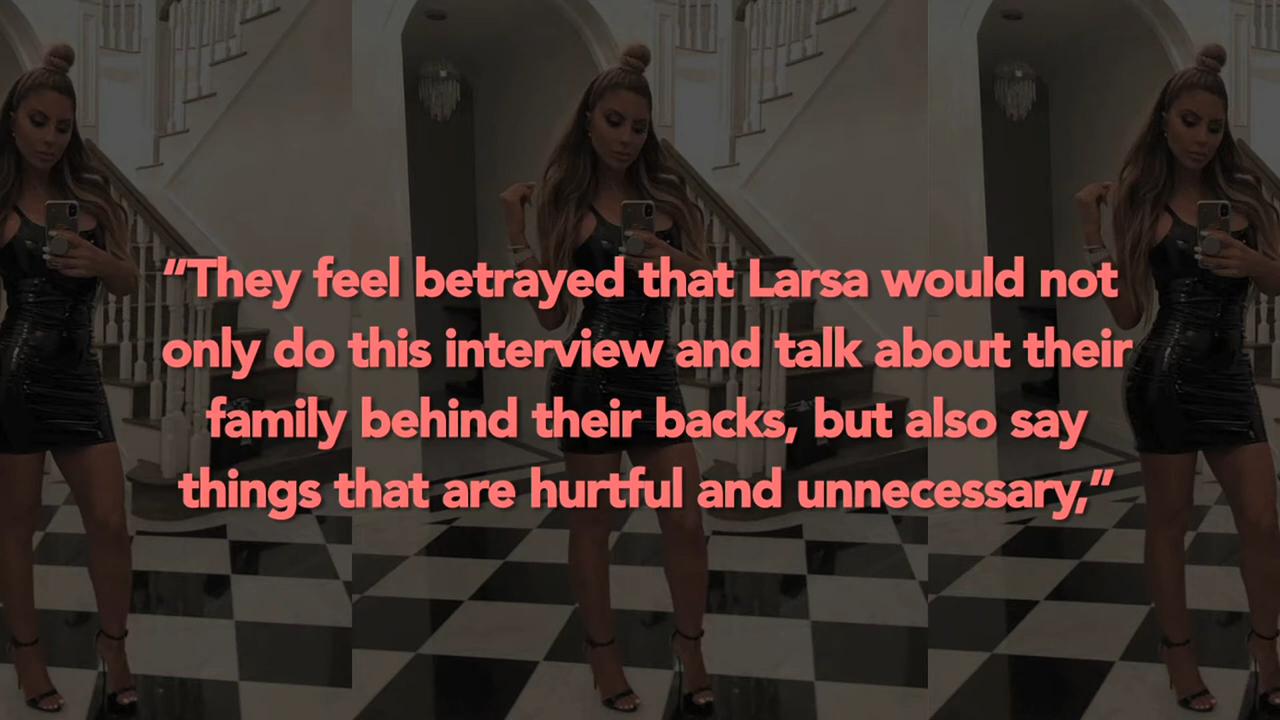 “They feel betrayed that Larsa would not
only do this interview and talk about their
family behind their backs, but also say
things that are hurtful and unnecessary,”